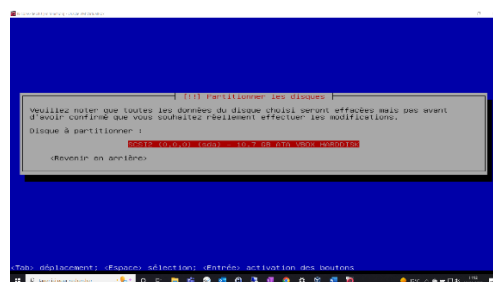 [!!] Partitionner les disques
Veuillez noter que toutes les données du disque choisi seront effacées mais pas avant
d'avoir confirmé que vous souhaitez réellement effectuer les modifications.
Disque à partitionner :
SCSI2 (0,0,0) (sda) - 10.7 GB ATA VBOX HARDDISK
<Revenir en arrière>
<Tab> déplacement; <Espace> sélection; <Entrée> activation des boutons